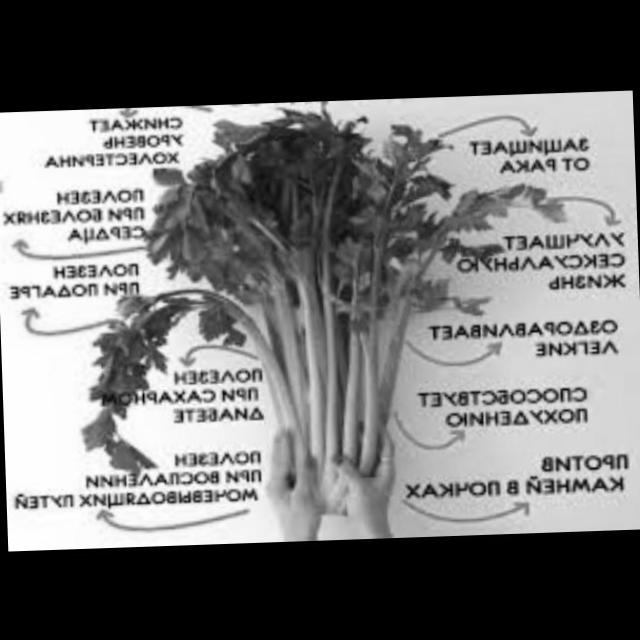 СНИЖАЕТ
УРОВЕНЬ
ХОЛЕСТЕРИНА
ПОЛЕЗЕН
ПРИ БОЛЕЗНЯХ
СЕРДЦА
ПОЛЕЗЕН
ПРИ ПОДАГРЕ
ПОЛЕЗЕН
ПРИ САХАРНОМ
ДИАБЕТЕ
ПОЛЕЗЕН
ПРИ ВОСПАЛЕНИИ
МОЧЕВЫВОДЯЩИХ ПУТЕЙ
ЗАЩИЩАЕТ
ОТ РАКА
УЛУЧШАЕТ
СЕКСУАЛЬНУЮ
ЖИЗНЬ
ОЗДОРАВЛИВАЕТ
ЛЕГКИЕ
СПОСОБСТВУЕТ
ПОХУДЕНИЮ
ПРОТИВ
КАМНЕЙ В ПОЧКАХ